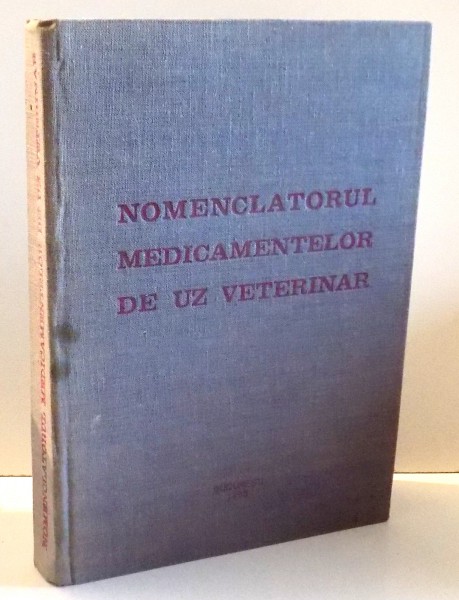 NOMENCLATORUL
MEDICAMENTELOR
DE UZ VETERINAR
NOMENCLATORUL MEDICAMENTELOR DE UZ VETERINAR